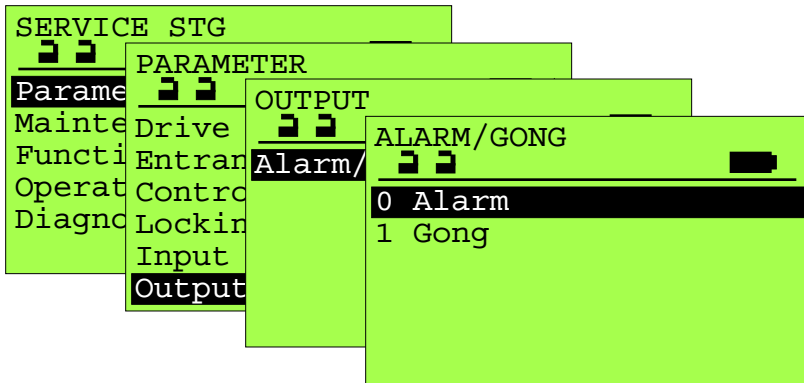 SERVICE STG
Parame
Mainte
Functi
Operat
Diagno
PARAMETER
Drive
Entran
Contro
Lockin
Input
Output
OUTPUT
Alarm/
ALARM/GONG
0 Alarm
1 Gong